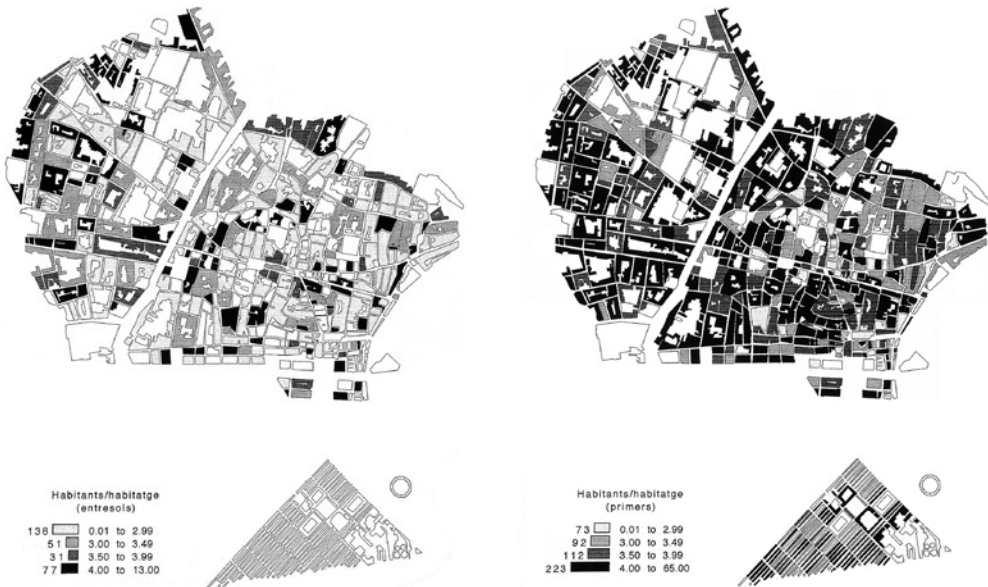 Habitants/habitatge
(entresols)
138 0.01 to 2.99
51 3.00 to 3.49
31 3.50 to 3.99
77 4.00 to 13.00
Habitants/habitatge
(primers)
73 0.01 to 2.99
92 3.00 to 3.49
112 3.50 to 3.99
223 4.00 to 65.00